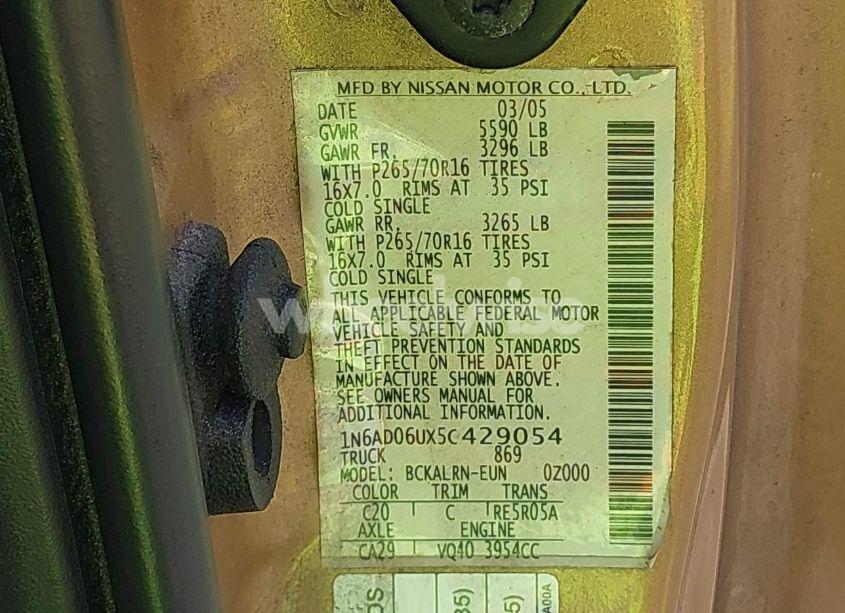 MFD BY NISSAN MOTOR CO., LTD.
DATE 03/05
GVWR 5590 LB
GAWR FR. 3296 LB
WITH P265/70R16 TIRES
16X7.0 RIMS AT 35 PSI
COLD SINGLE
GAWR RR. 3265 LB
WITH P265/70R16 TIRES
16X7.0 RIMS AT 35 PSI
COLD SINGLE
THIS VEHICLE CONFORMS TO
ALL APPLICABLE FEDERAL MOTOR
VEHICLE SAFETY AND
THEFT PREVENTION STANDARDS
IN EFFECT ON THE DATE OF
MANUFACTURE SHOWN ABOVE.
SEE OWNERS MANUAL FOR
ADDITIONAL INFORMATION.
1N6AD06UX5C429054
TRUCK 869
MODEL: BCKALRN-EUN 0Z000
COLOR TRIM TRANS
C20 C RE5R05A
AXLE ENGINE
CA29 VQ40 3954CC